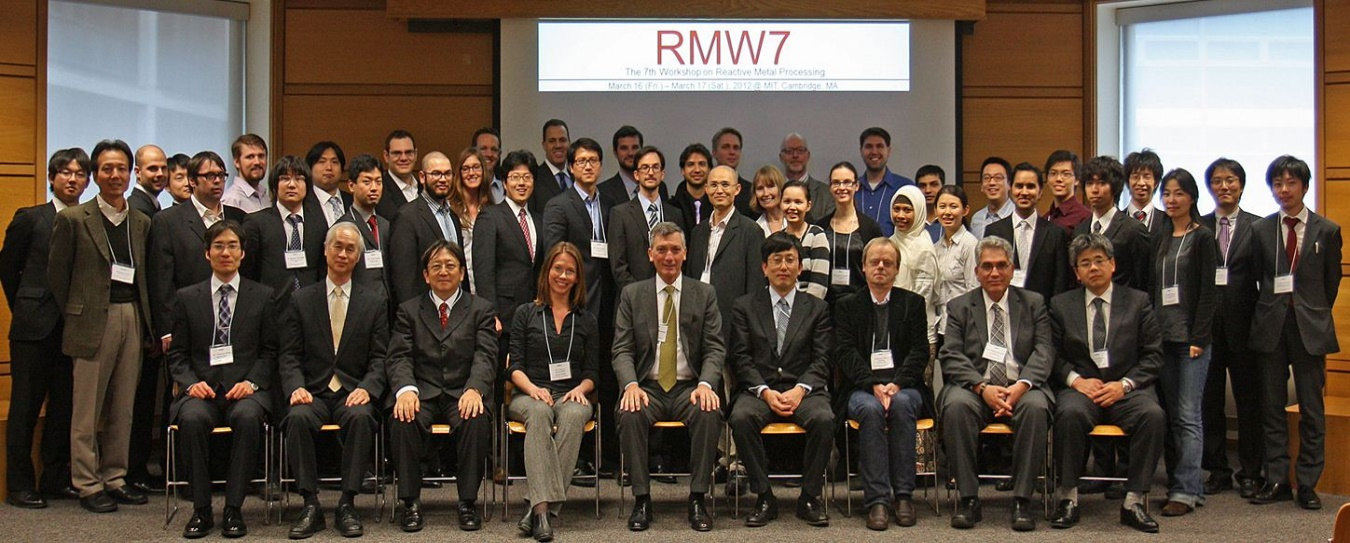 RMW7
The 7th Workshop on Reactive Metal Processing
March 16 (Fri.) – March 17 (Sat.), 2012 @ MIT, Cambridge, MA